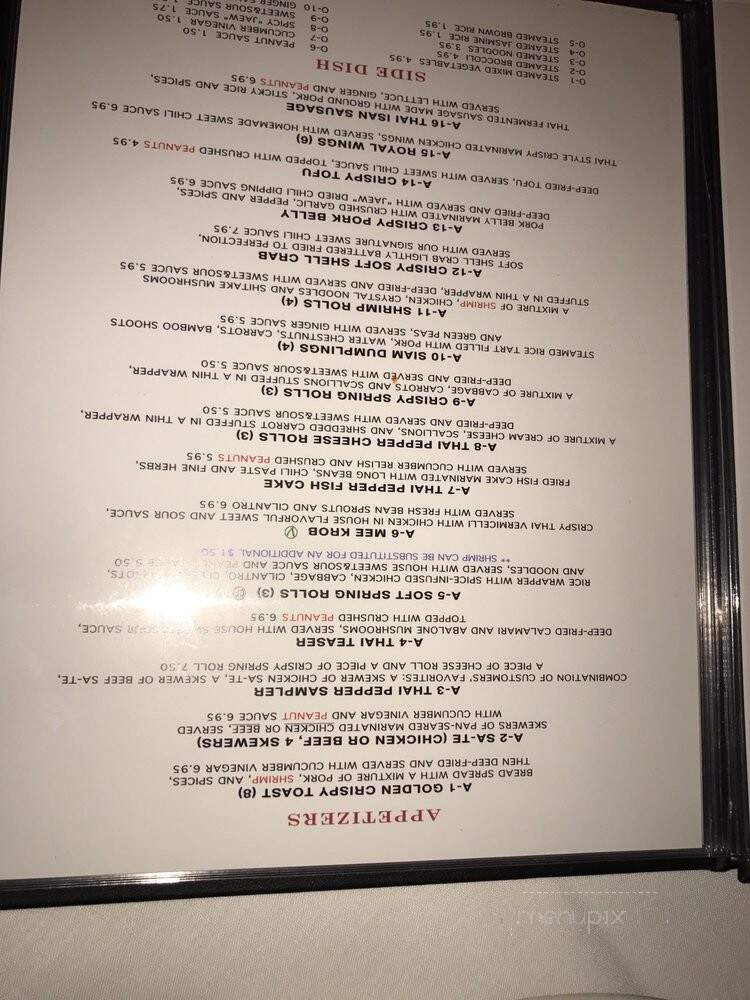 APPETIZERS
A-1 GOLDEN CRISPY TOAST (8)
BREAD SPREAD WITH A MIXTURE OF PORK, SHRIMP, AND SPICES,
THEN DEEP-FRIED AND SERVED WITH CUCUMBER VINEGAR 6.95
A-2 SA-TE (CHICKEN OR BEEF, 4 SKEWERS)
SKEWERS OF PAN-SEARED MARINATED CHICKEN OR BEEF, SERVED
WITH CUCUMBER VINEGAR AND PEANUT SAUCE 6.95
A-3 THAI PEPPER SAMPLER
COMBINATION OF CUSTOMERS' FAVORITES: A SKEWER OF CHICKEN SA-TE, A SKEWER OF BEEF SA-TE,
A PIECE OF CHEESE ROLL AND A PIECE OF CRISPY SPRING ROLL 7.50
A-4 THAI TEASER
DEEP-FRIED CALAMARI AND ABALONE MUSHROOMS, SERVED WITH HOUSE SWEET&SOUR SAUCE,
TOPPED WITH CRUSHED PEANUTS 6.95
A-5 SOFT SPRING ROLLS (3)
RICE WRAPPER WITH SPICE-INFUSED CHICKEN, CABBAGE, CILANTRO,
AND NOODLES, SERVED WITH HOUSE SWEET&SOUR SAUCE AND
** SHRIMP CAN BE SUBSTITUTED FOR AN ADDITIONAL $1.50
A-6 MEE KROB V
CRISPY THAI VERMICELLI WITH CHICKEN IN HOUSE FLAVORFUL SWEET AND SOUR SAUCE,
SERVED WITH FRESH BEAN SPROUTS AND CILANTRO 6.95
A-7 THAI PEPPER FISH CAKE
FRIED FISH CAKE MARINATED WITH LONG BEANS, CHILI PASTE AND FINE HERBS,
SERVED WITH CUCUMBER RELISH AND CRUSHED PEANUTS 5.95
A-8 THAI PEPPER CHEESE ROLLS (3)
A MIXTURE OF CREAM CHEESE, SCALLIONS, AND SHREDDED CARROT STUFFED IN A THIN WRAPPER,
DEEP-FRIED AND SERVED WITH SWEET&SOUR SAUCE 5.50
A-9 CRISPY SPRING ROLLS (3)
A MIXTURE OF CABBAGE, CARROTS AND SCALLIONS STUFFED IN A THIN WRAPPER,
DEEP-FRIED AND SERVED WITH SWEET&SOUR SAUCE 5.50
A-10 SIAM DUMPLINGS (4)
STEAMED RICE TART FILLED WITH PORK, WATER CHESTNUTS, CARROTS, BAMBOO SHOOTS
AND GREEN PEAS, SERVED WITH GINGER SAUCE 5.95
A-11 SHRIMP ROLLS (4)
A MIXTURE OF SHRIMP, CHICKEN, CRYSTAL NOODLES AND SHITAKE MUSHROOMS
STUFFED IN A THIN WRAPPER, DEEP-FRIED AND SERVED WITH SWEET&SOUR SAUCE 5.95
A-12 CRISPY SOFT SHELL CRAB
SOFT SHELL CRAB LIGHTLY BATTERED FRIED TO PERFECTION,
SERVED WITH OUR SIGNATURE SWEET CHILI SAUCE 7.95
A-13 CRISPY PORK BELLY
PORK BELLY MARINATED WITH CRUSHED GARLIC, PEPPER AND SPICES,
DEEP-FRIED AND SERVED WITH "JAEW" DRIED CHILI DIPPING SAUCE 6.95
A-14 CRISPY TOFU
DEEP-FRIED TOFU, SERVED WITH SWEET CHILI SAUCE, TOPPED WITH CRUSHED PEANUTS 4.95
A-15 ROYAL WINGS (6)
THAI STYLE CRISPY MARINATED CHICKEN WINGS, SERVED WITH HOMEMADE SWEET CHILI SAUCE 6.95
A-16 THAI ISAN SAUSAGE
THAI FERMENTED SAUSAGE MADE WITH GROUND PORK, STICKY RICE AND SPICES,
SERVED WITH LETTUCE, GINGER AND PEANUTS 6.95
SIDE DISH
O-1 STEAMED MIXED VEGETABLES 4.95
O-2 STEAMED BROCCOLI 4.95
O-3 STEAMED NOODLES 3.95
O-4 STEAMED JASMINE RICE 1.95
O-5 STEAMED BROWN RICE 1.95
O-6 PEANUT SAUCE 1.50
O-7 CUCUMBER VINEGAR 1.50
O-8 SPICY "JAEW" SAUCE 1.75
O-9 SWEET&SOUR SAUCE
O-10 GINGER
menupix